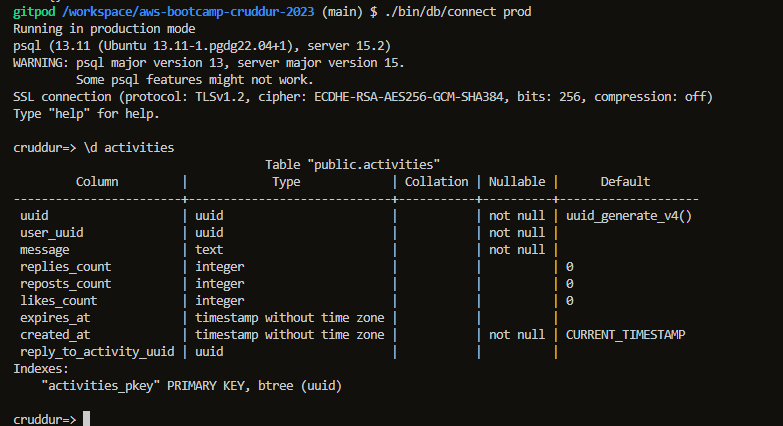 gitpod /workspace/aws-bootcamp-cruddur-2023 (main) $ ./bin/db/connect prod
Running in production mode
psql (13.11 (Ubuntu 13.11-1.pgdg22.04+1), server 15.2)
WARNING: psql major version 13, server major version 15.
         Some psql features might not work.
SSL connection (protocol: TLSv1.2, cipher: ECDHE-RSA-AES256-GCM-SHA384, bits: 256, compression: off)
Type "help" for help.

cruddur=> \d activities
                                  Table "public.activities"
         Column         |            Type             | Collation | Nullable |      Default
------------------------+-----------------------------+-----------+----------+--------------------
 uuid                   | uuid                        |           | not null | uuid_generate_v4()
 user_uuid              | uuid                        |           | not null |
 message                | text                        |           | not null |
 replies_count          | integer                     |           |          | 0
 reposts_count          | integer                     |           |          | 0
 likes_count            | integer                     |           |          | 0
 expires_at             | timestamp without time zone |           |          |
 created_at             | timestamp without time zone |           | not null | CURRENT_TIMESTAMP
 reply_to_activity_uuid | uuid                        |           |          |
Indexes:
    "activities_pkey" PRIMARY KEY, btree (uuid)

cruddur=>